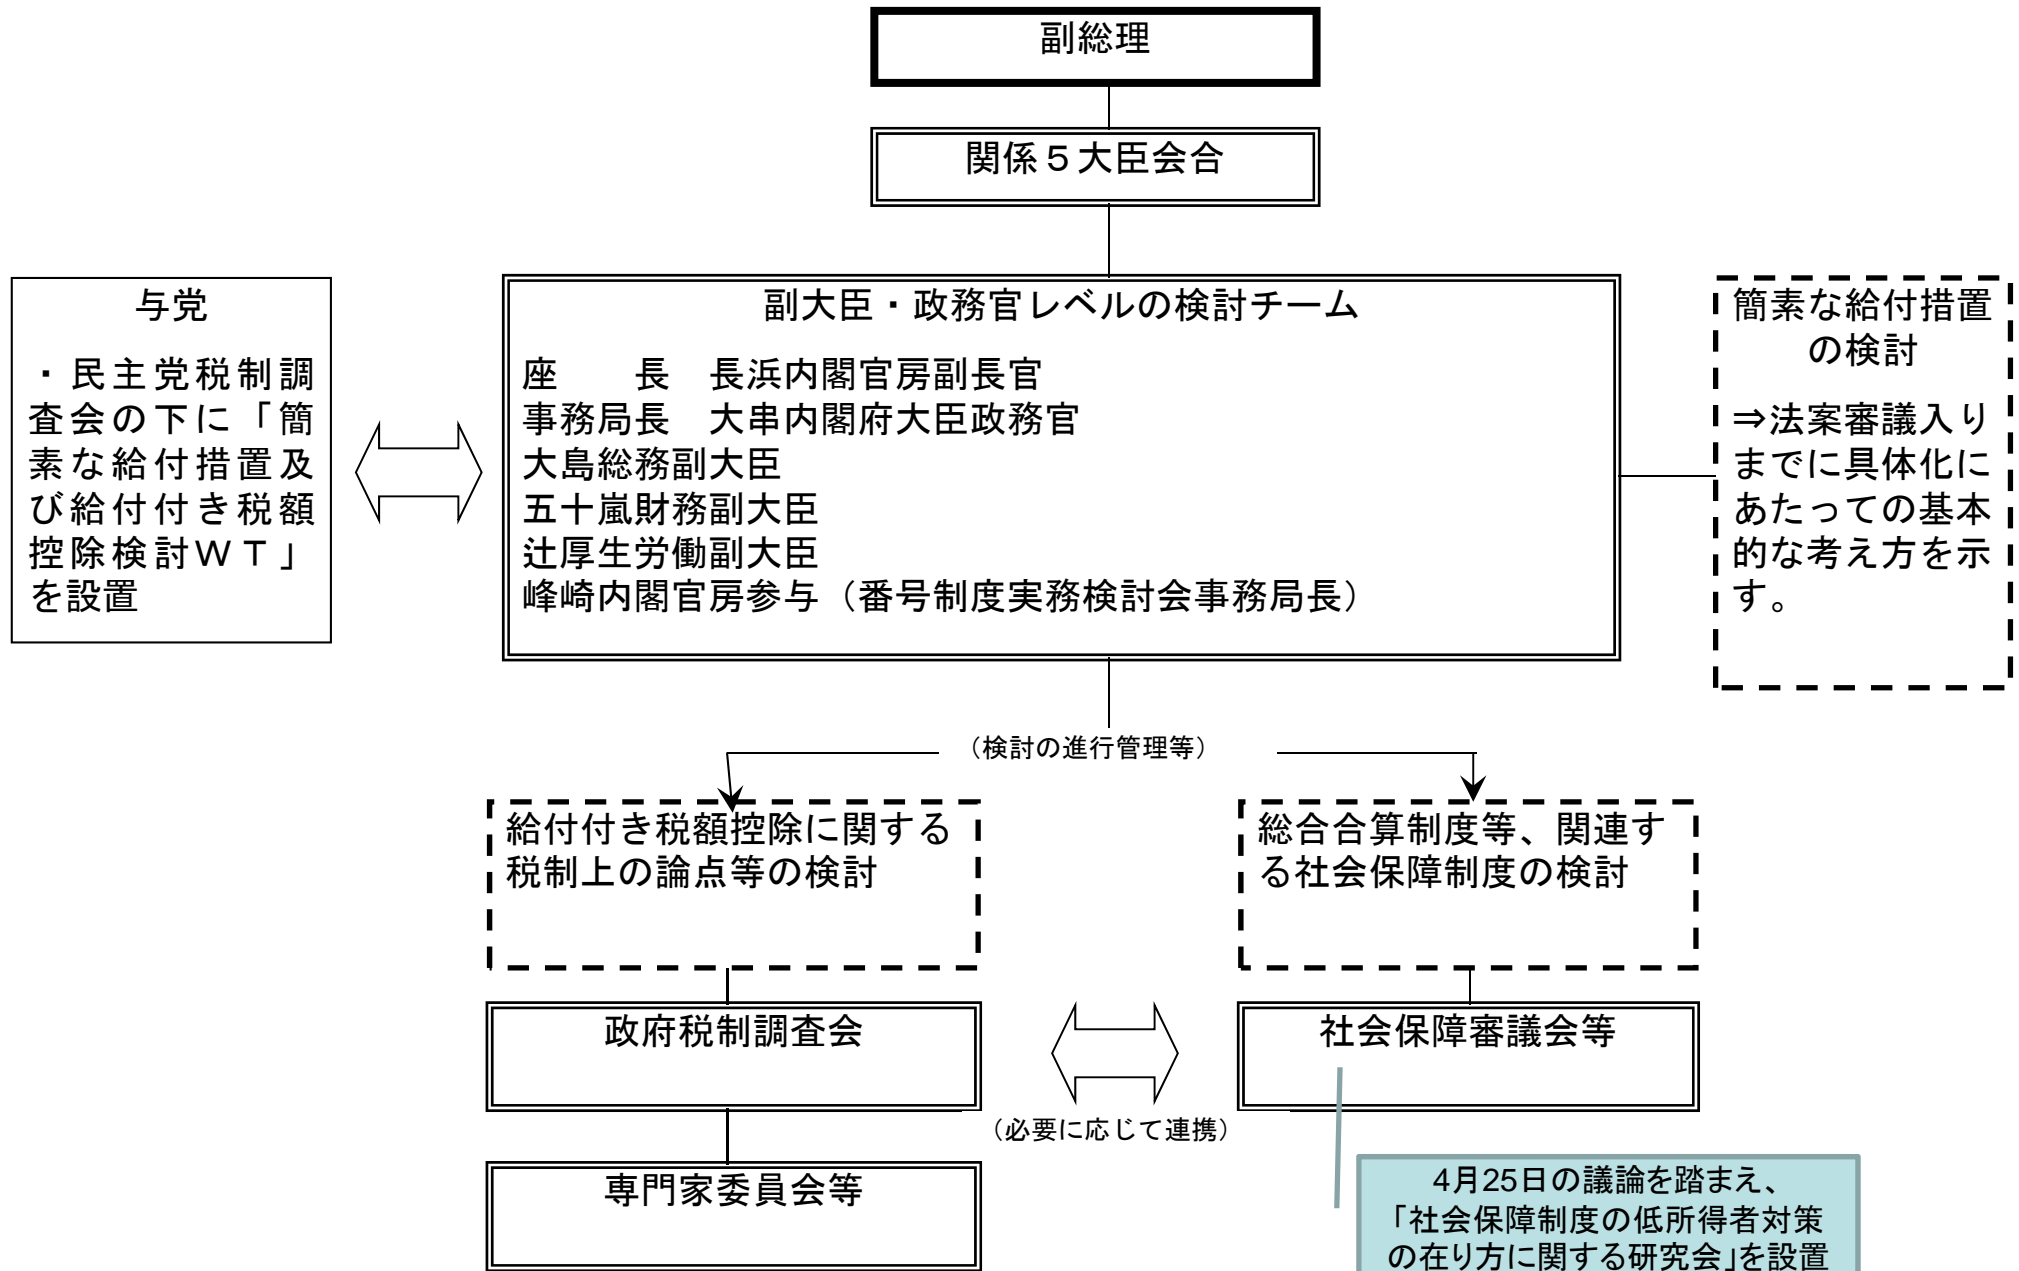 副総理
関係５大臣会合
与党
・民主党税制調
査会の下に「簡
素な給付措置及
び給付付き税額
控除検討ＷＴ」
を設置
副大臣・政務官レベルの検討チーム
座　　長　長浜内閣官房副長官
事務局長　大串内閣府大臣政務官
大島総務副大臣
五十嵐財務副大臣
辻厚生労働副大臣
峰崎内閣官房参与（番号制度実務検討会事務局長）
簡素な給付措置
の検討
⇒法案審議入り
までに具体化に
あたっての基本
的な考え方を示
す。
（検討の進行管理等）
給付付き税額控除に関する
税制上の論点等の検討
総合合算制度等、関連す
る社会保障制度の検討
政府税制調査会
社会保障審議会等
（必要に応じて連携）
専門家委員会等
4月25日の議論を踏まえ、
「社会保障制度の低所得者対策
の在り方に関する研究会」を設置